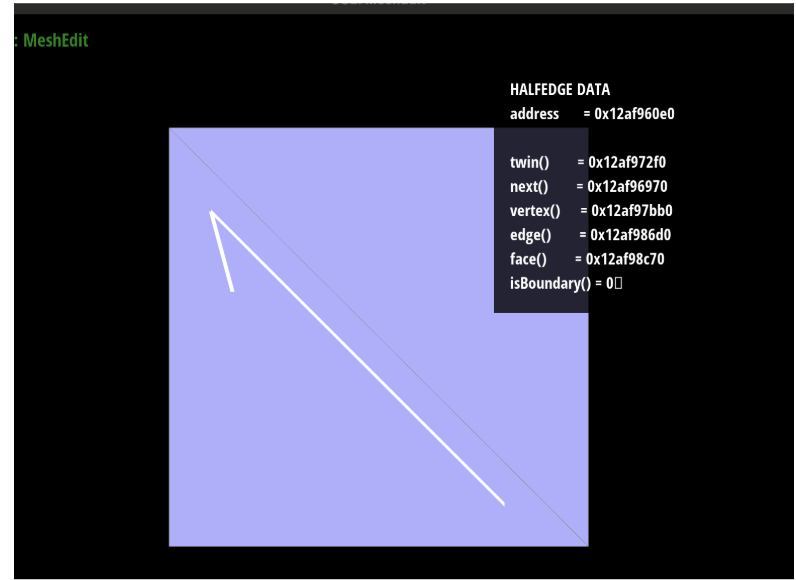 : MeshEdit
HALFEDGE DATA
address = 0x12af960e0
twin() = 0x12af972f0
next() = 0x12af96970
vertex() = 0x12af97bb0
edge() = 0x12af986d0
face() = 0x12af98c70
isBoundary() = 0